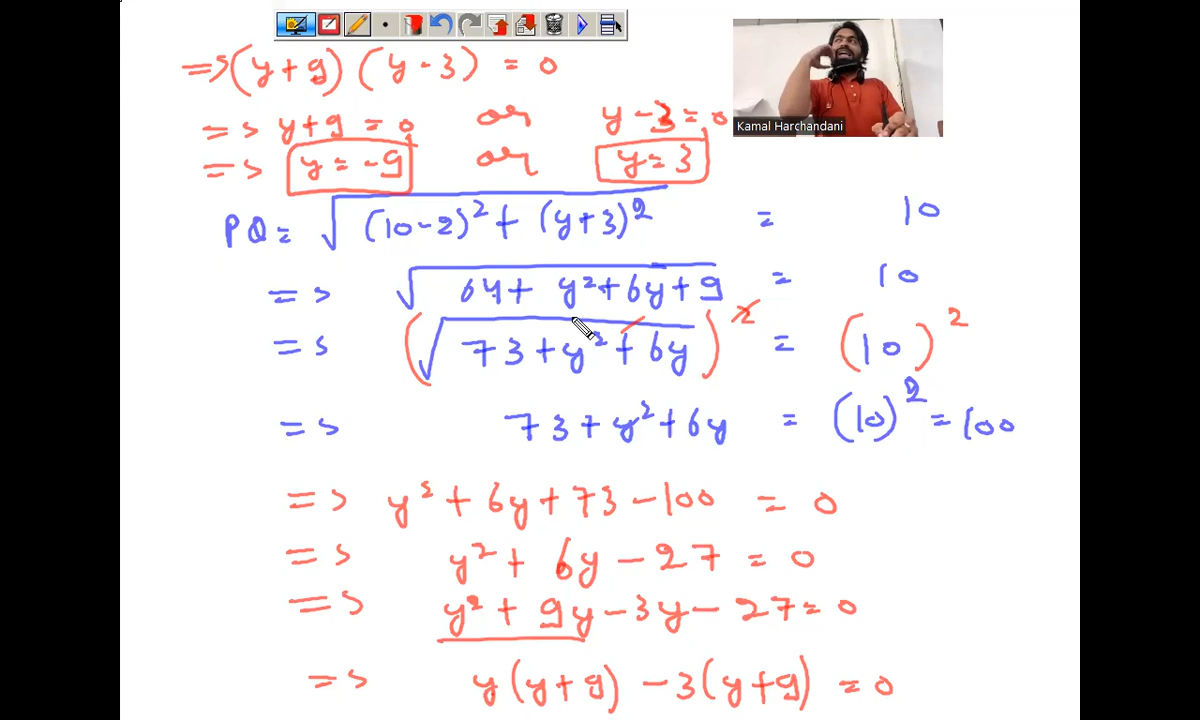 => (y+9) (y-3) = 0
=> y+9 = 0 or y-3=0
=> y = -9 or y = 3
Kamal Harchandani
PQ = √(10-2)² + (y+3)² = 10
=> √64 + y² + 6y + 9 = 10
=> (√73 + y² + 6y)² = (10)²
=> 73 + y² + 6y = (10)² = 100
=> y² + 6y + 73 - 100 = 0
=> y² + 6y - 27 = 0
=> y² + 9y - 3y - 27 = 0
=> y(y+9) - 3(y+9) = 0